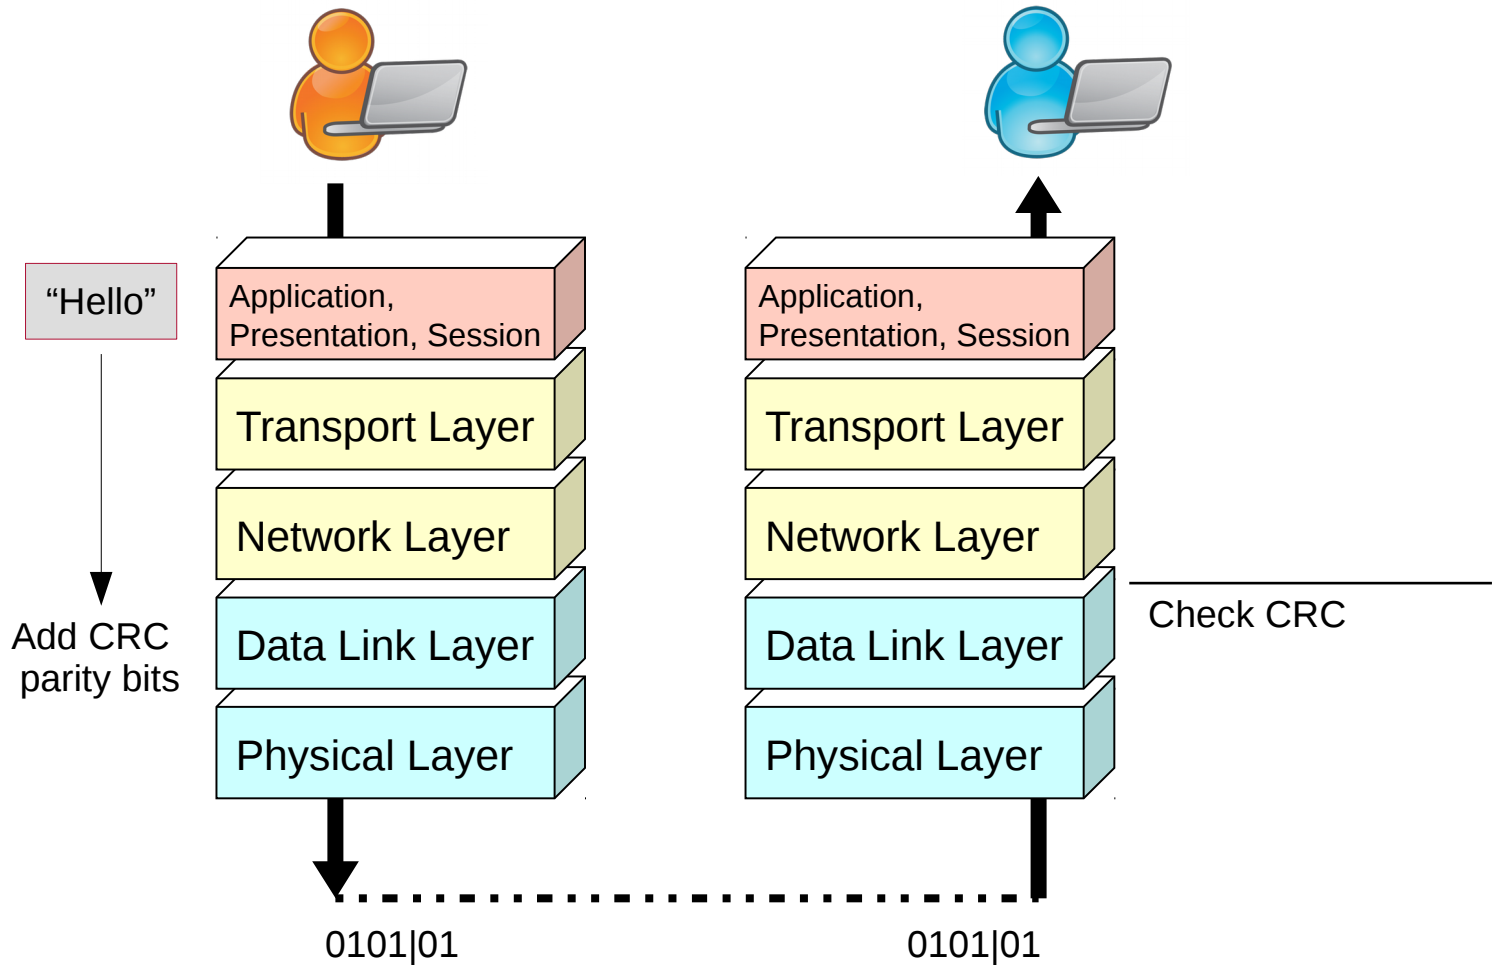 “Hello”
Add CRC
parity bits
Application,
Presentation, Session
Transport Layer
Network Layer
Data Link Layer
Physical Layer
0101|01
Application,
Presentation, Session
Transport Layer
Network Layer
Data Link Layer
Physical Layer
0101|01
Check CRC